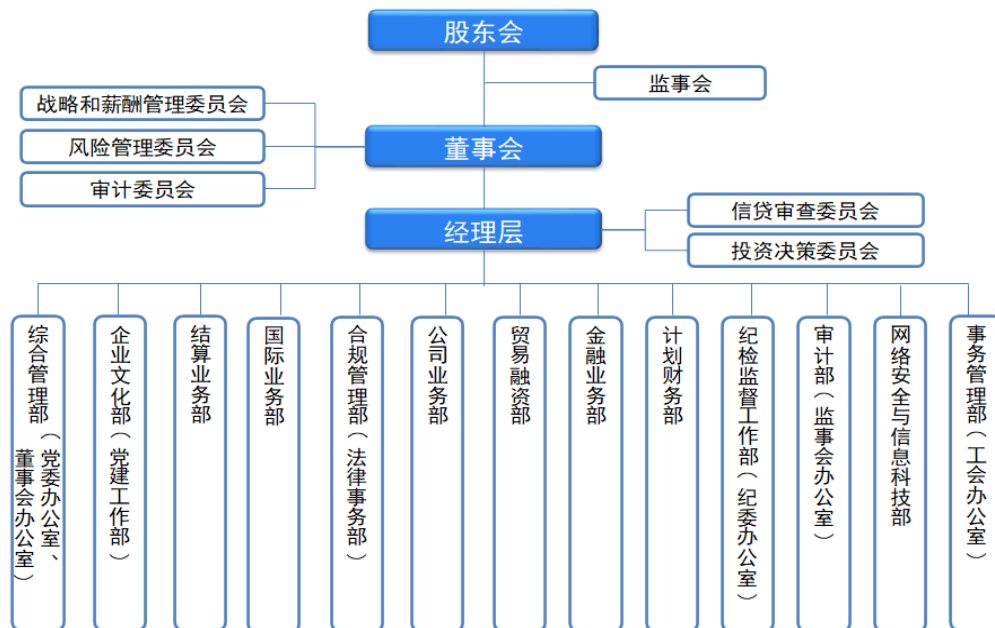 股东会
监事会
战略和薪酬管理委员会
风险管理委员会
审计委员会
董事会
经理层
信贷审查委员会
投资决策委员会
综合管理部（党委办公室、
董事会办公室）
企业文化部（党建工作部）
结算业务部
国际业务部
合规管理部（法律事务部）
公司业务部
贸易融资部
金融业务部
计划财务部
纪检监督工作部（纪委办公室）
审计部（监事会办公室）
网络安全与信息科技部
事务管理部（工会办公室）